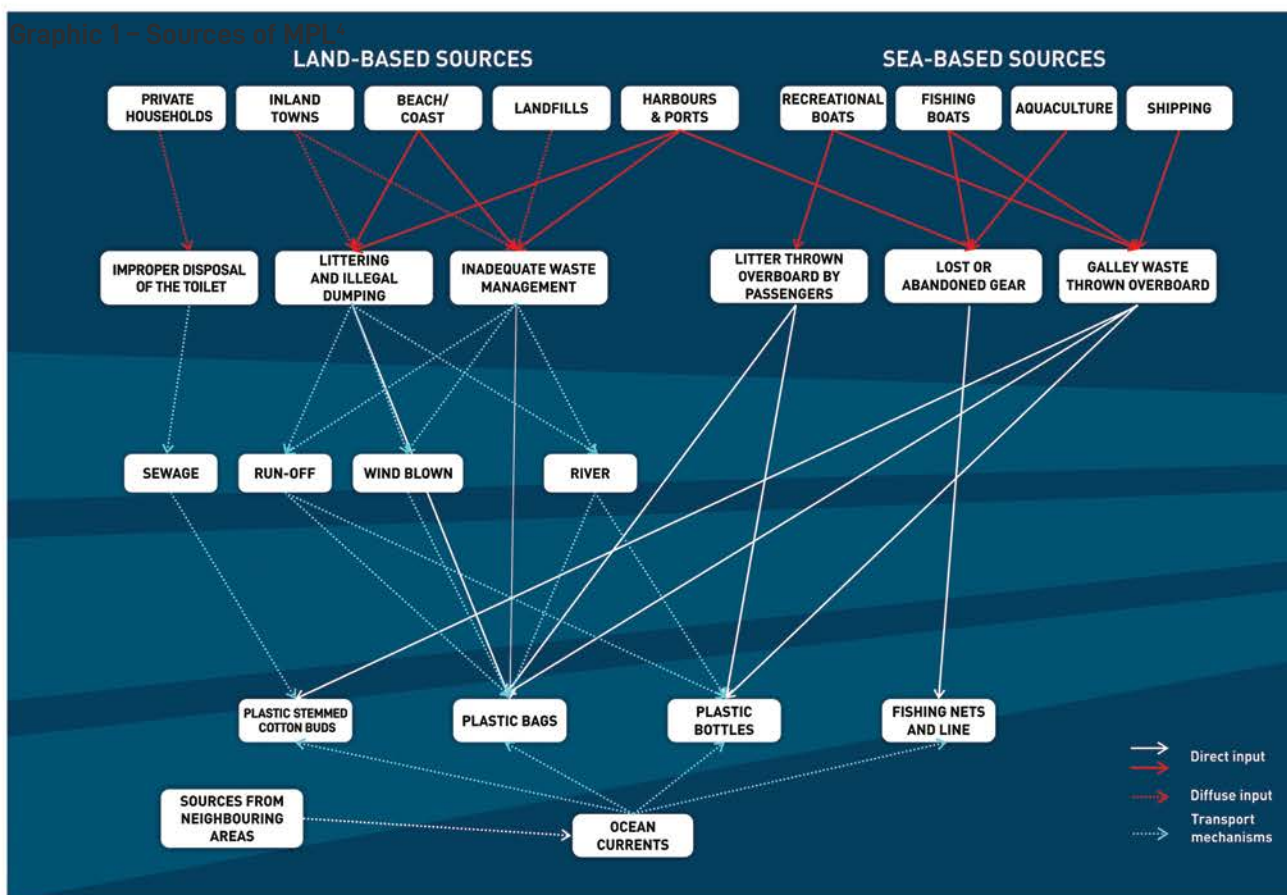 Graphic 1 – Sources of MPL⁴
LAND-BASED SOURCES
SEA-BASED SOURCES
PRIVATE
HOUSEHOLDS
INLAND
TOWNS
BEACH/
COAST
LANDFILLS
HARBOURS
& PORTS
RECREATIONAL
BOATS
FISHING
BOATS
AQUACULTURE
SHIPPING
IMPROPER DISPOSAL
OF THE TOILET
LITTERING
AND ILLEGAL
DUMPING
INADEQUATE WASTE
MANAGEMENT
LITTER THROWN
OVERBOARD BY
PASSENGERS
LOST OR
ABANDONED GEAR
GALLEY WASTE
THROWN OVERBOARD
SEWAGE
RUN-OFF
WIND BLOWN
RIVER
PLASTIC STEMMED
COTTON BUDS
PLASTIC BAGS
PLASTIC
BOTTLES
FISHING NETS
AND LINE
SOURCES FROM
NEIGHBOURING
AREAS
OCEAN
CURRENTS
Direct input
Diffuse input
Transport
mechanisms